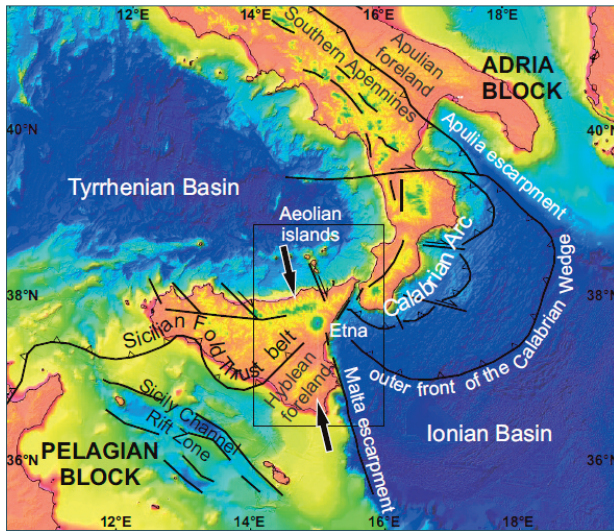 12°E
14°E
16°E
18°E
Southern Apennines
Apulian
foreland
ADRIA
BLOCK
40°N
40°N
Apulia escarpment
Tyrrhenian Basin
Aeolian
islands
Calabrian Arc
38°N
38°N
Sicilian Fold Thrust belt
Etna
outer front of the Calabrian Wedge
Hyblean
foreland
Malta escarpment
Sicily Channel
Rift Zone
Ionian Basin
PELAGIAN
BLOCK
36°N
36°N
12°E
14°E
16°E
18°E